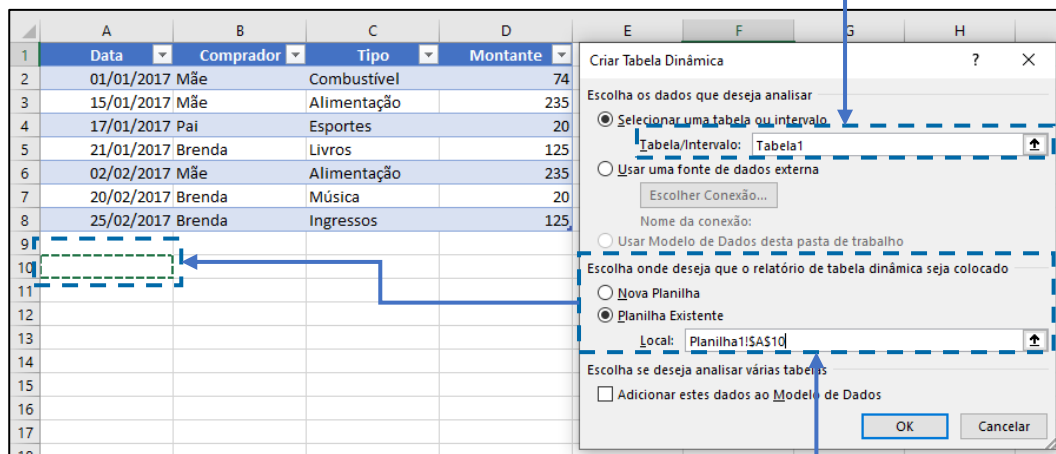 A B C D E F G H
1 Data Comprador Tipo Montante
2 01/01/2017 Mãe Combustível 74
3 15/01/2017 Mãe Alimentação 235
4 17/01/2017 Pai Esportes 20
5 21/01/2017 Brenda Livros 125
6 02/02/2017 Mãe Alimentação 235
7 20/02/2017 Brenda Música 20
8 25/02/2017 Brenda Ingressos 125
9
10
11
12
13
14
15
16
17
Criar Tabela Dinâmica ? ×
Escolha os dados que deseja analisar
Selecionar uma tabela ou intervalo
Tabela/Intervalo: Tabela1
Usar uma fonte de dados externa
Escolher Conexão...
Nome da conexão:
Usar Modelo de Dados desta pasta de trabalho
Escolha onde deseja que o relatório de tabela dinâmica seja colocado
Nova Planilha
Planilha Existente
Local: Planilha1!$A$10
Escolha se deseja analisar várias tabelas
Adicionar estes dados ao Modelo de Dados
OK Cancelar